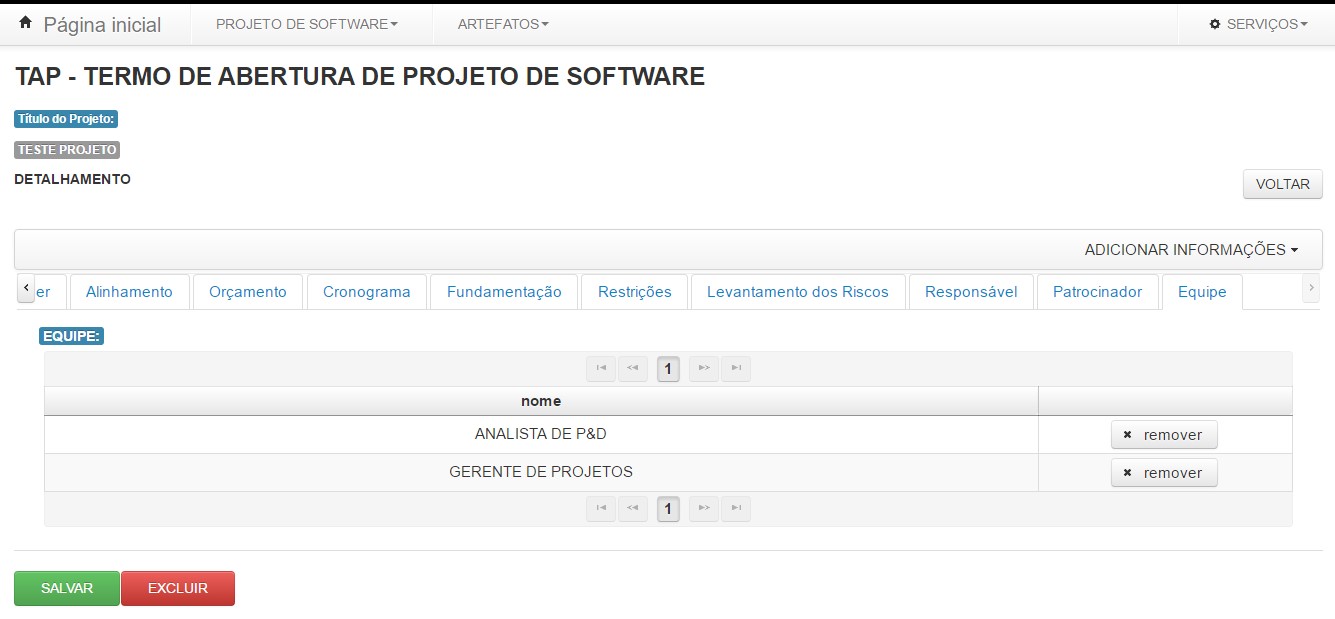 Página inicial PROJETO DE SOFTWARE ARTEFATOS SERVIÇOS
TAP - TERMO DE ABERTURA DE PROJETO DE SOFTWARE
Título do Projeto:
TESTE PROJETO
DETALHAMENTO
VOLTAR
ADICIONAR INFORMAÇÕES
er Alinhamento Orçamento Cronograma Fundamentação Restrições Levantamento dos Riscos Responsável Patrocinador Equipe
EQUIPE:
1
nome
ANALISTA DE P&D remover
GERENTE DE PROJETOS remover
1
SALVAR EXCLUIR